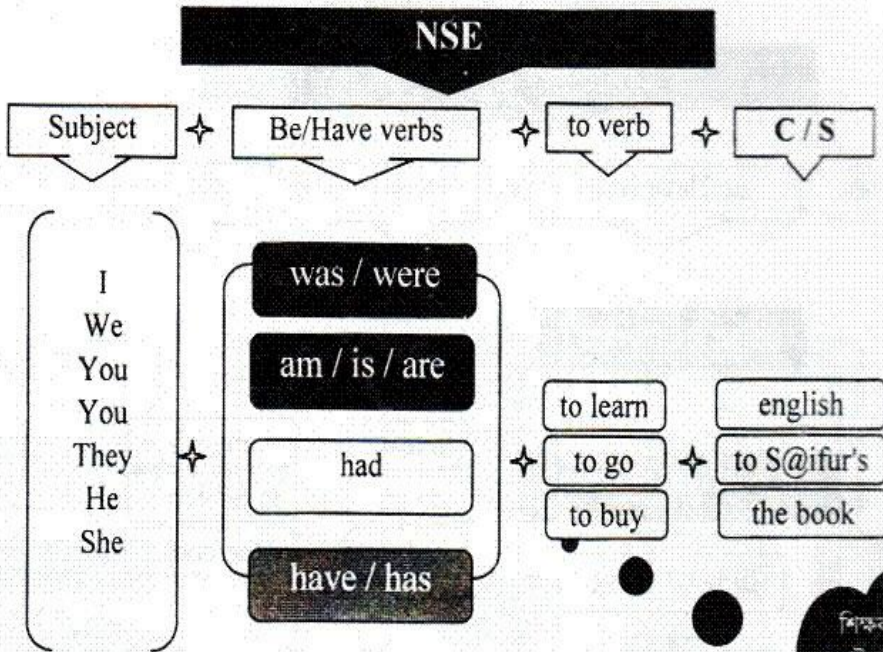 NSE
Subject
Be/Have verbs
to verb
C / S
I
We
You
You
They
He
She
was / were
am / is / are
had
have / has
to learn
to go
to buy
english
to S@ifur's
the book